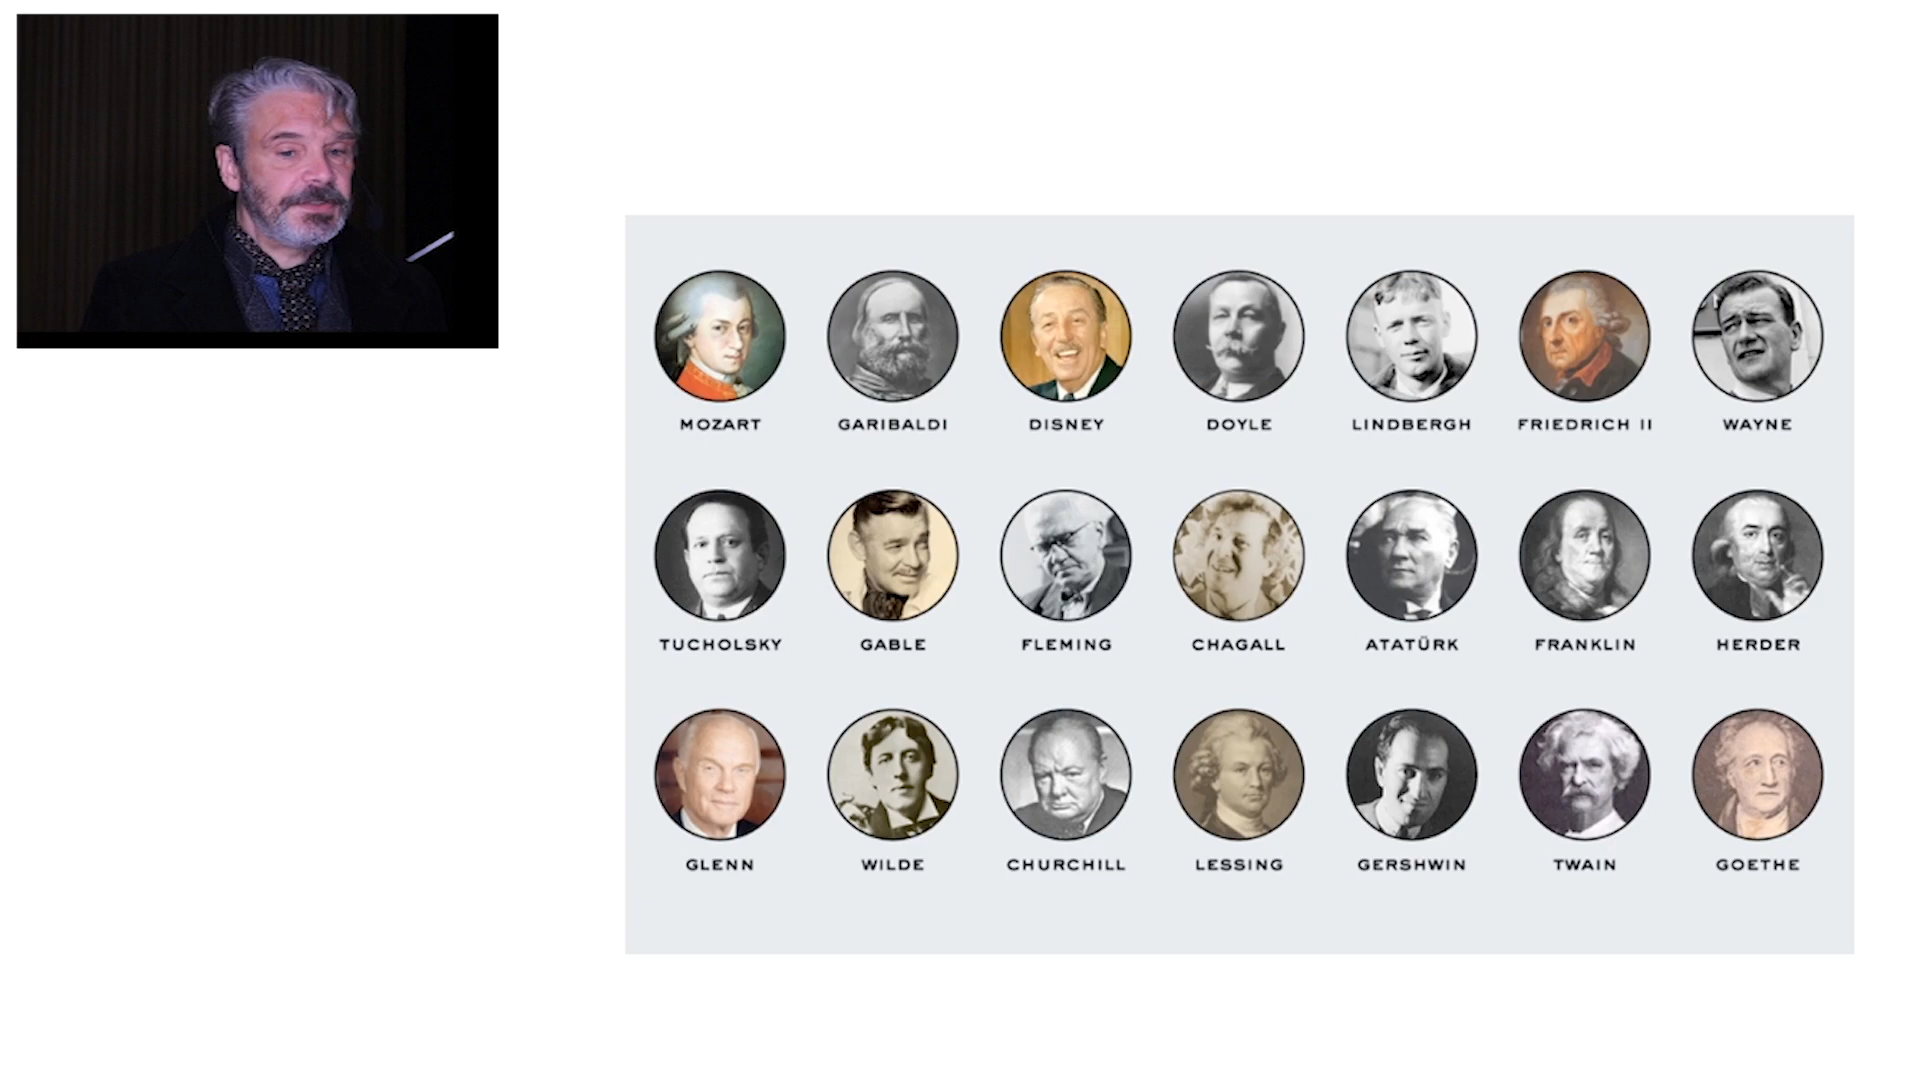 MOZART GARIBALDI DISNEY DOYLE LINDBERGH FRIEDRICH II WAYNE
TUCHOLSKY GABLE FLEMING CHAGALL ATATÜRK FRANKLIN HERDER
GLENN WILDE CHURCHILL LESSING GERSHWIN TWAIN GOETHE